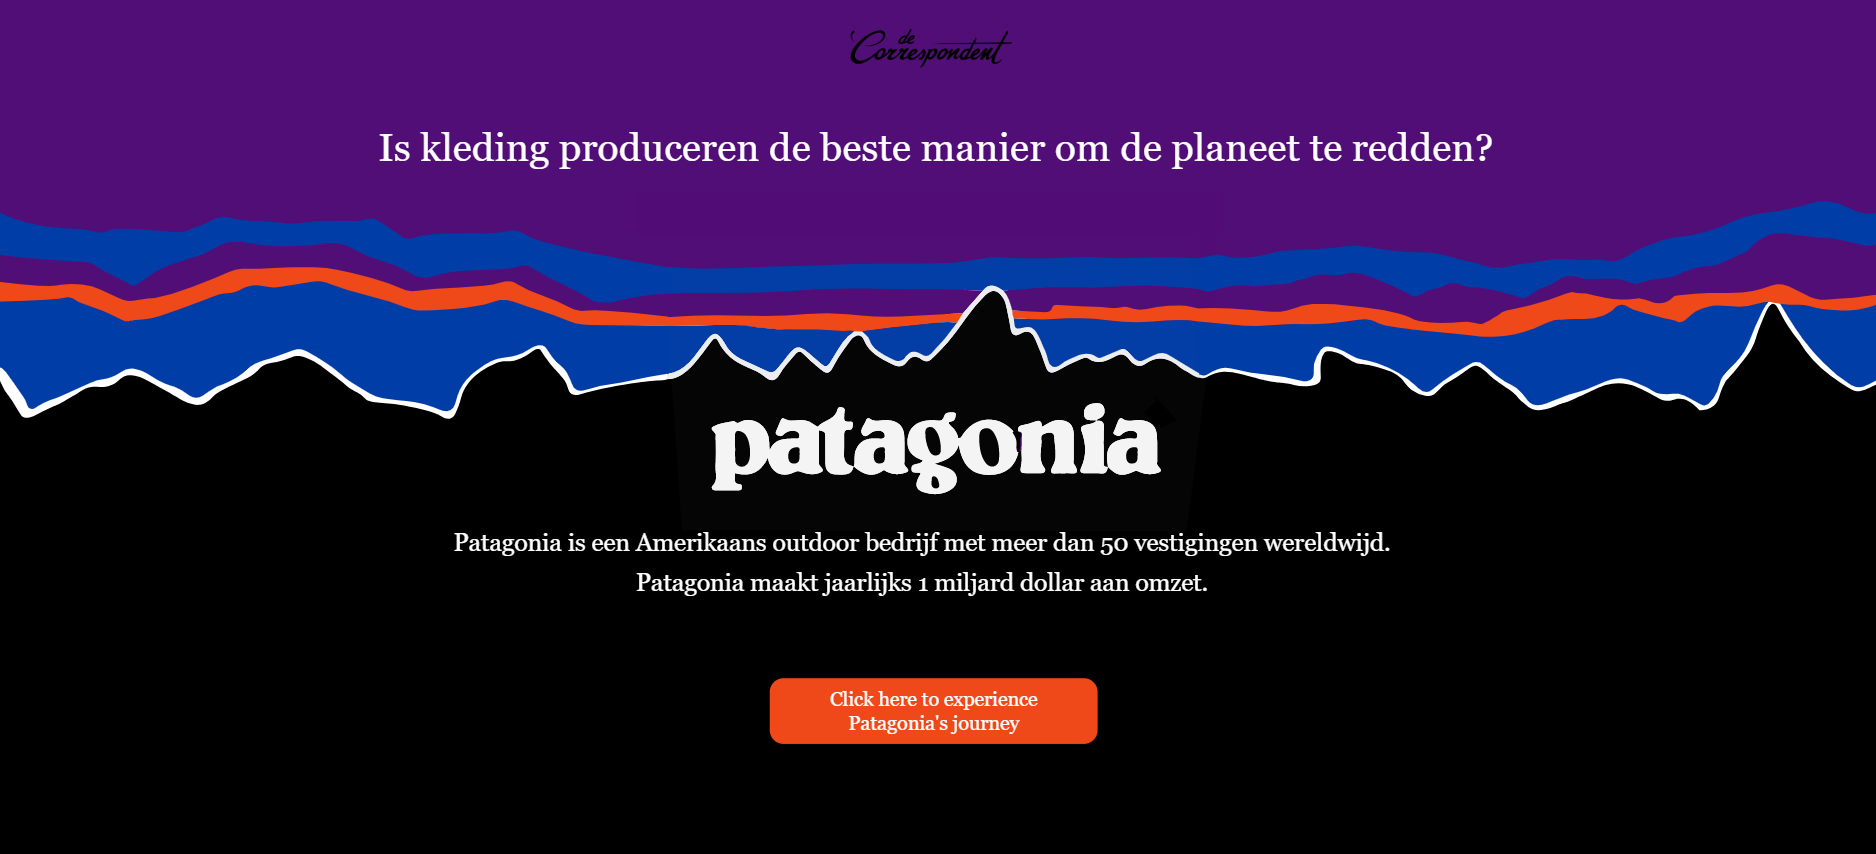 de
Correspondent
Is kleding produceren de beste manier om de planeet te redden?
patagonia
Patagonia is een Amerikaans outdoor bedrijf met meer dan 50 vestigingen wereldwijd.
Patagonia maakt jaarlijks 1 miljard dollar aan omzet.
Click here to experience
Patagonia's journey